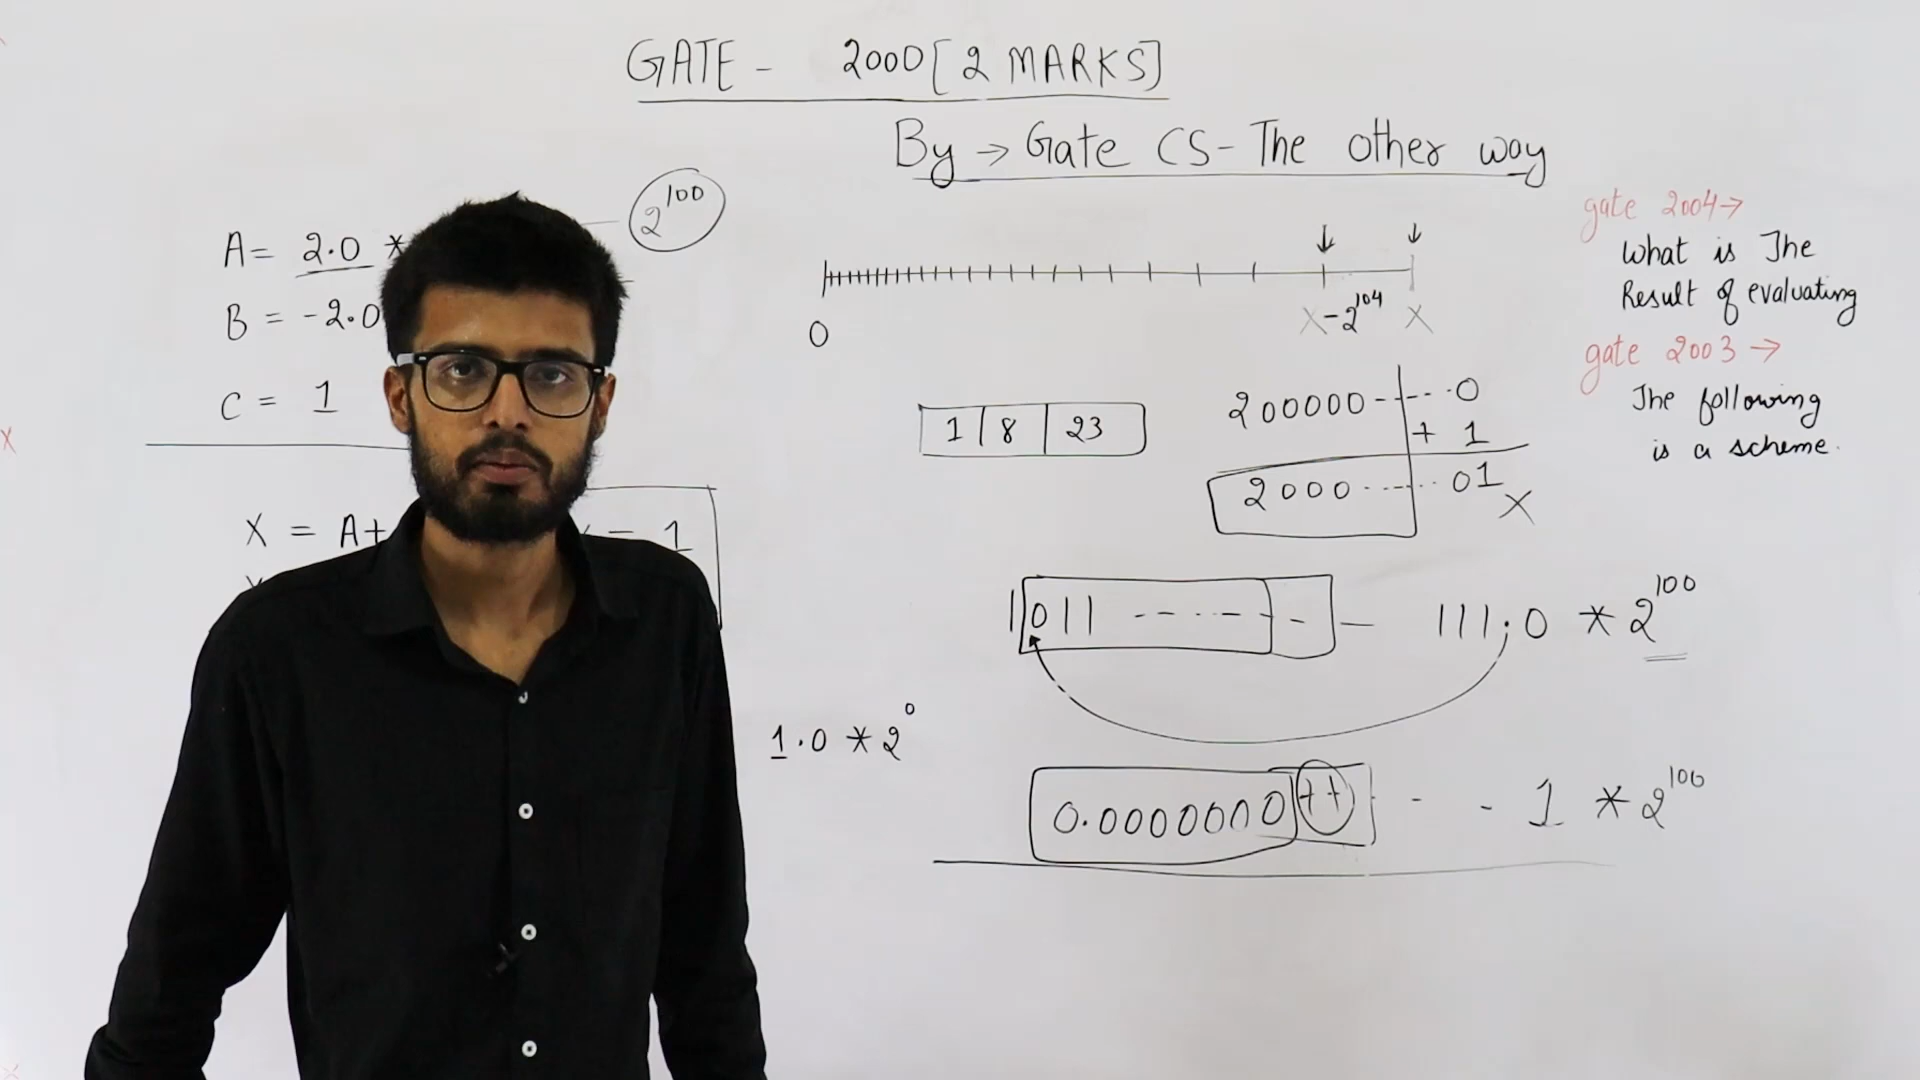 GATE - 2000 [2 MARKS]
By → Gate CS - The other way
2^100
A = 2.0 *
B = -2.0
C = 1
X = A+
- 1
0
X - 2^104
X
1 8 23
200000 - - - - · 0
+ 1
2000 · - - - - - · · 01
X
gate 2004 →
What is The
Result of evaluating
gate 2003 →
The following
is a scheme.
1011 - - - · - - - - — 111.0 * 2^100
1.0 * 2^0
0.0000000 ++ - - - 1 * 2^100